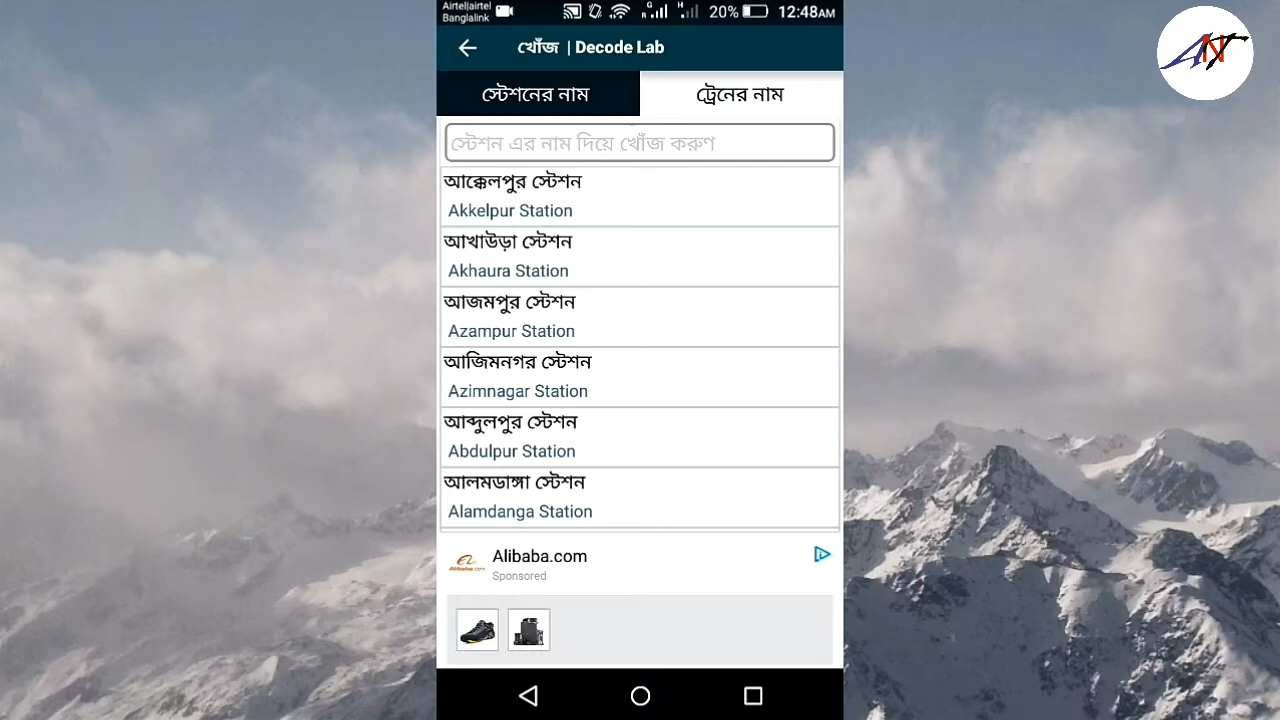 Airtel|airtel
Banglalink
20%
12:48AM
খোঁজ | Decode Lab
স্টেশনের নাম
ট্রেনের নাম
স্টেশন এর নাম দিয়ে খোঁজ করুণ
আক্কেলপুর স্টেশন
Akkelpur Station
আখাউড়া স্টেশন
Akhaura Station
আজমপুর স্টেশন
Azampur Station
আজিমনগর স্টেশন
Azimnagar Station
আব্দুলপুর স্টেশন
Abdulpur Station
আলমডাঙ্গা স্টেশন
Alamdanga Station
Alibaba.com
Sponsored